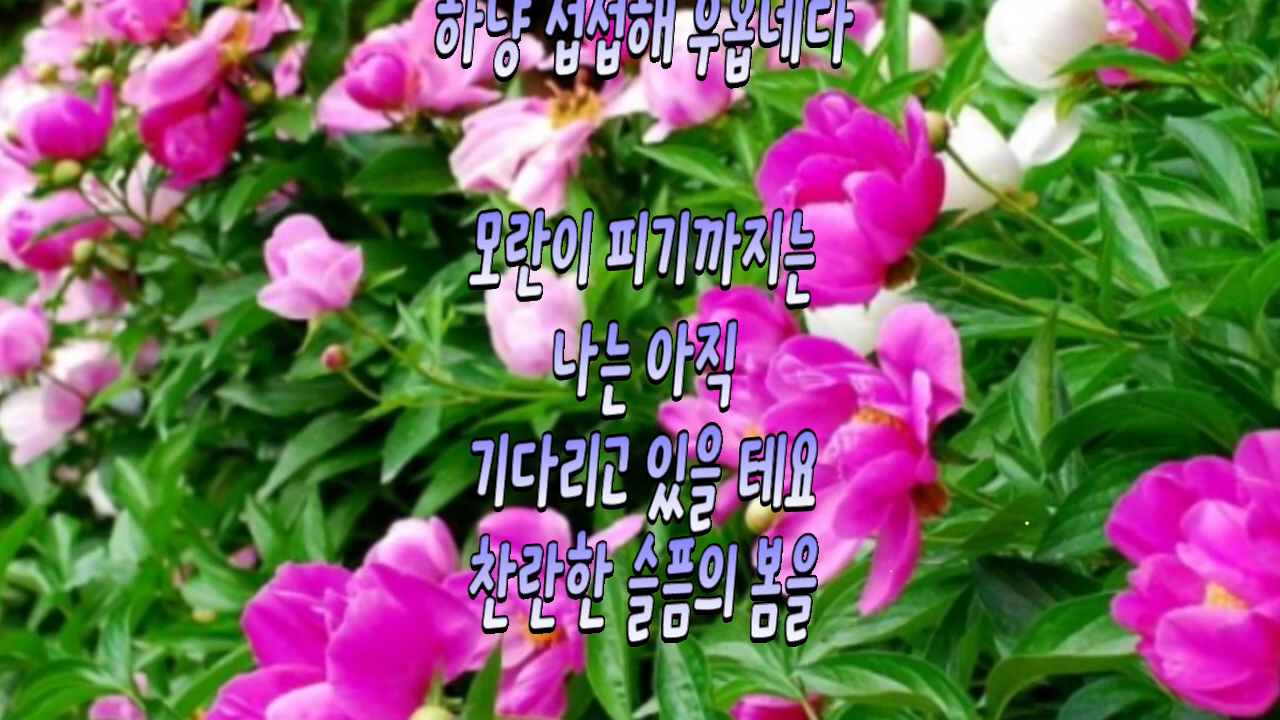 하냥 섭섭해 우옵네다
모란이 피기까지는
나는 아직
기다리고 있을 테요
찬란한 슬픔의 봄을